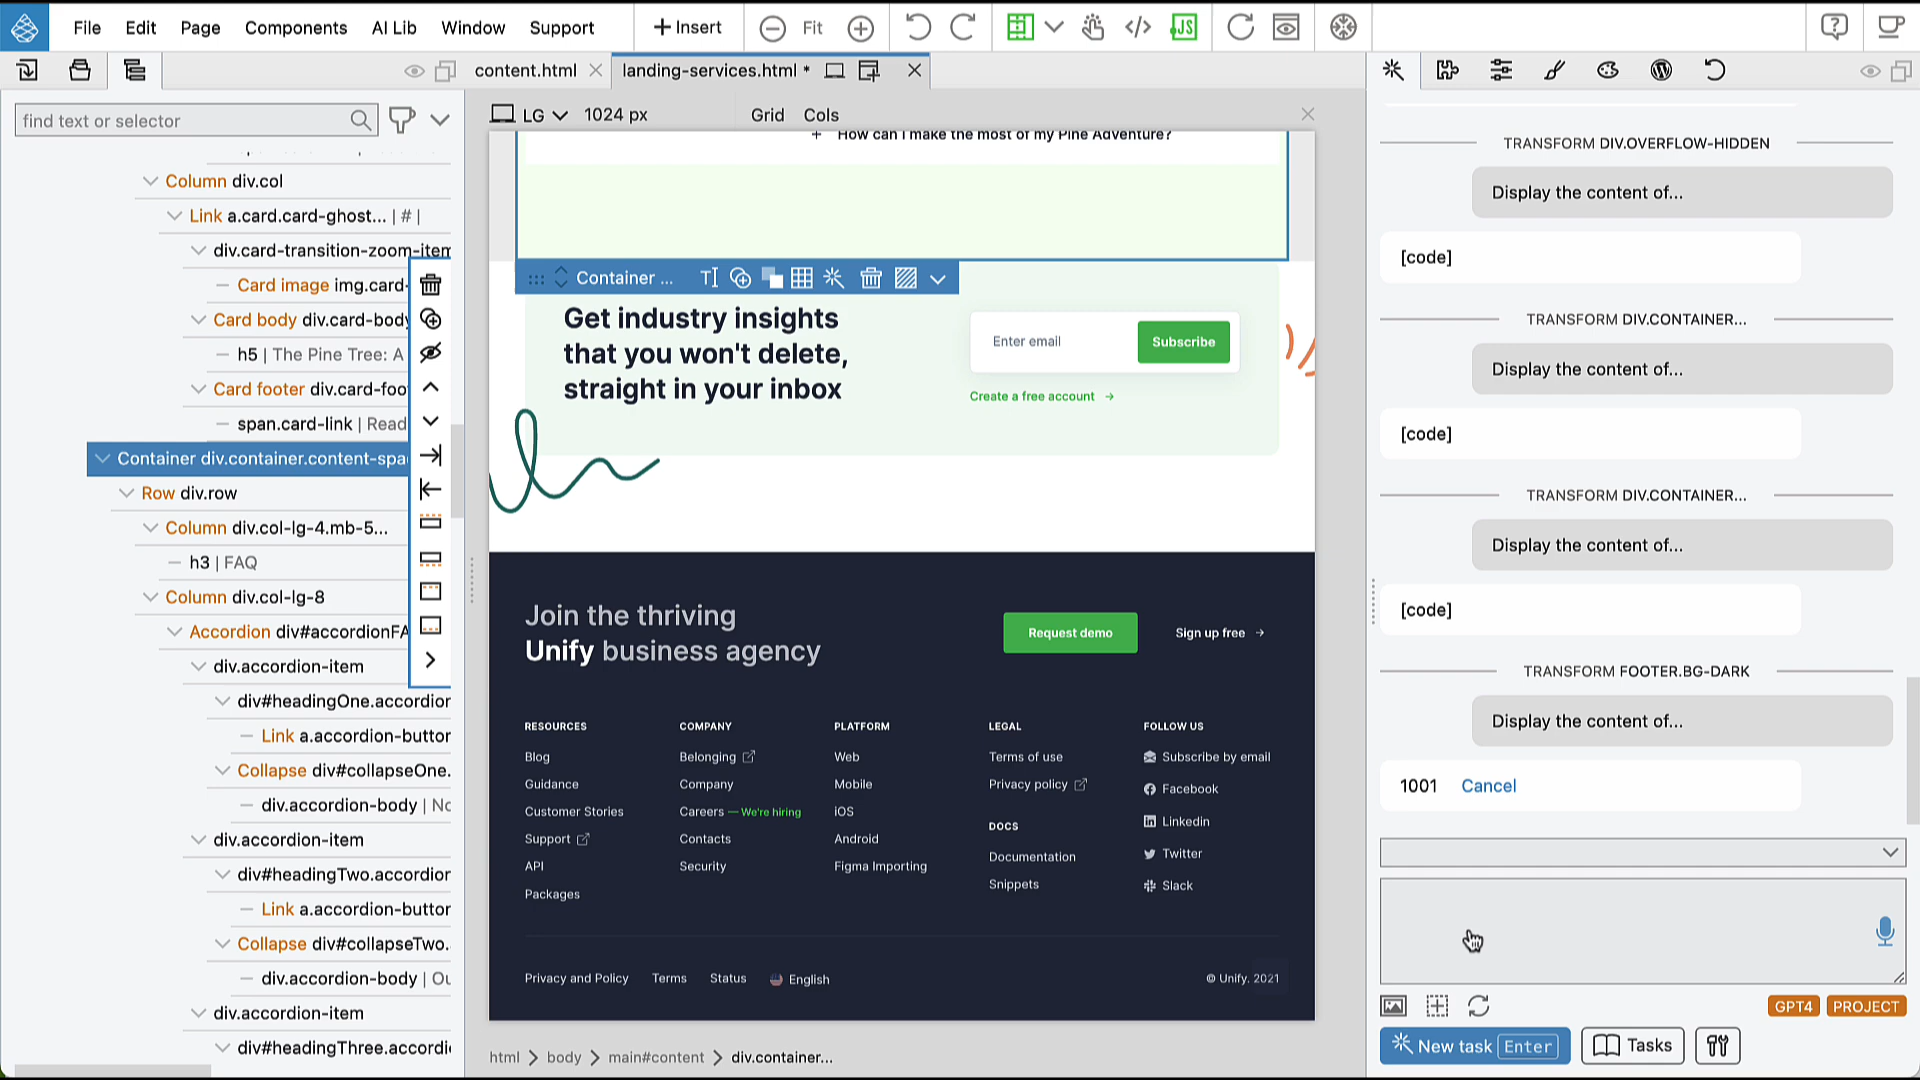 File Edit Page Components AI Lib Window Support Insert Fit JS
content.html landing-services.html *
find text or selector
LG 1024 px Grid Cols
Column div.col
Link a.card.card-ghost... | # |
div.card-transition-zoom-item
Card image img.card-
Card body div.card-body
h5 | The Pine Tree: A
Card footer div.card-foo
span.card-link | Read
Container div.container.content-spa
Row div.row
Column div.col-lg-4.mb-5...
h3 | FAQ
Column div.col-lg-8
Accordion div#accordionFA
div.accordion-item
div#headingOne.accordion
Link a.accordion-button
Collapse div#collapseOne.
div.accordion-body | No
div.accordion-item
div#headingTwo.accordion
Link a.accordion-button
Collapse div#collapseTwo.
div.accordion-body | Ou
div.accordion-item
div#headingThree.accordi
+ How can I make the most of my Pine Adventure?
Container ...
Get industry insights
that you won't delete,
straight in your inbox
Enter email Subscribe
Create a free account →
Join the thriving
Unify business agency
Request demo Sign up free →
RESOURCES
Blog
Guidance
Customer Stories
Support
API
Packages
COMPANY
Belonging
Company
Careers — We're hiring
Contacts
Security
PLATFORM
Web
Mobile
iOS
Android
Figma Importing
LEGAL
Terms of use
Privacy policy
DOCS
Documentation
Snippets
FOLLOW US
Subscribe by email
Facebook
Linkedin
Twitter
Slack
Privacy and Policy Terms Status English © Unify. 2021
html > body > main#content > div.container...
TRANSFORM DIV.OVERFLOW-HIDDEN
Display the content of...
[code]
TRANSFORM DIV.CONTAINER...
Display the content of...
[code]
TRANSFORM DIV.CONTAINER...
Display the content of...
[code]
TRANSFORM FOOTER.BG-DARK
Display the content of...
1001 Cancel
GPT4 PROJECT
New task Enter Tasks